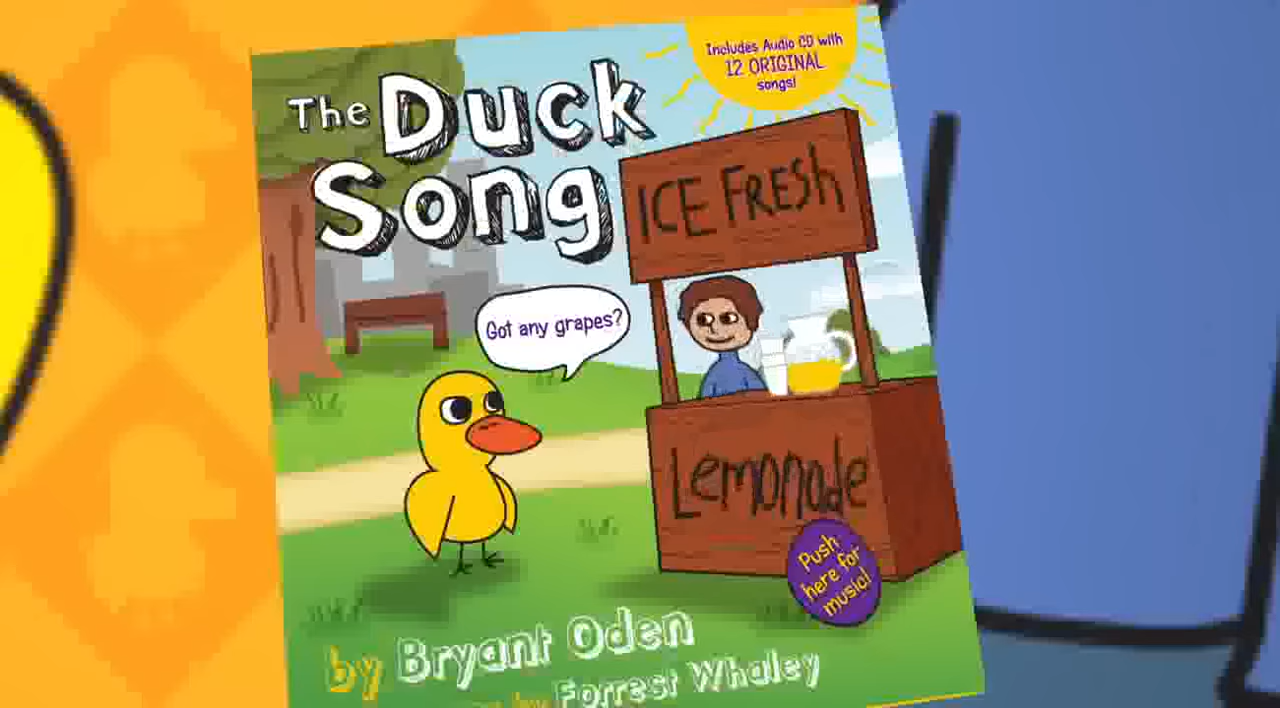 Includes Audio CD with
12 ORIGINAL
songs!
The Duck
Song
ICE FRESH
Got any grapes?
Lemonade
Push
here for
music!
by Bryant Oden
by Forrest Whaley